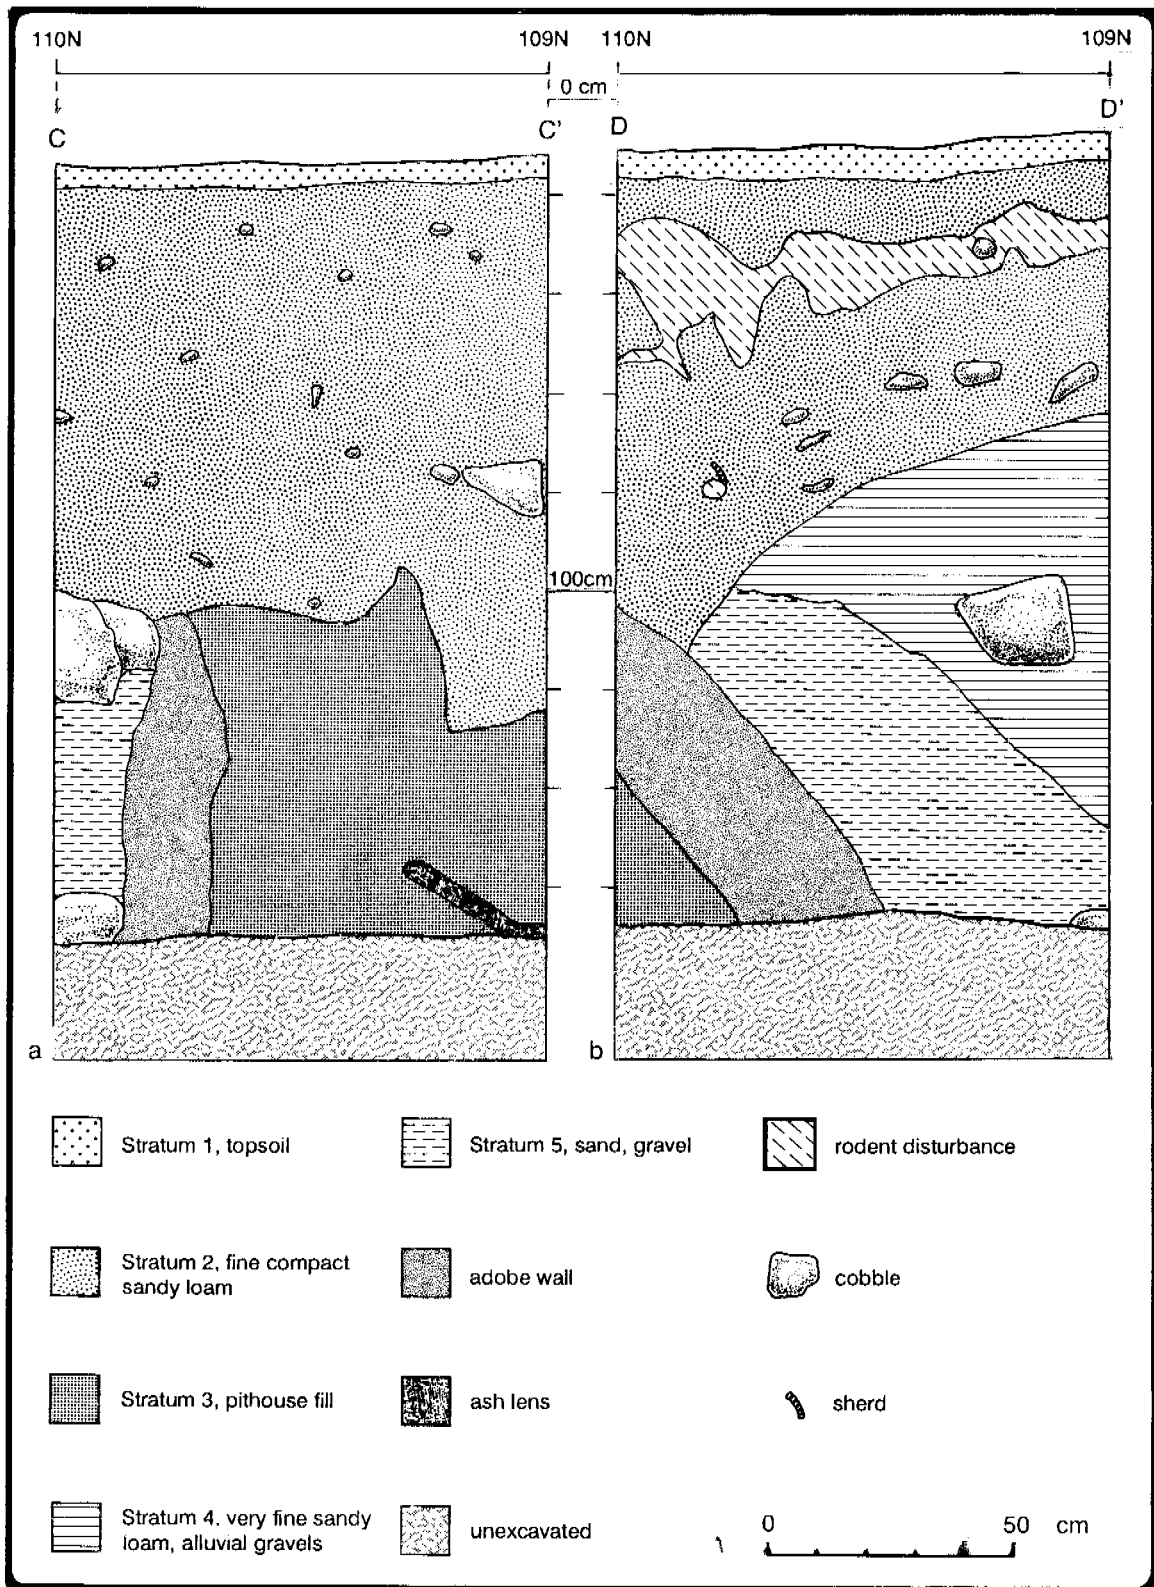 110N 109N 110N 109N
0 cm
C C' D D'
100cm
a b
Stratum 1, topsoil
Stratum 5, sand, gravel
rodent disturbance
Stratum 2, fine compact
sandy loam
adobe wall
cobble
Stratum 3, pithouse fill
ash lens
sherd
Stratum 4, very fine sandy
loam, alluvial gravels
unexcavated
0 50 cm